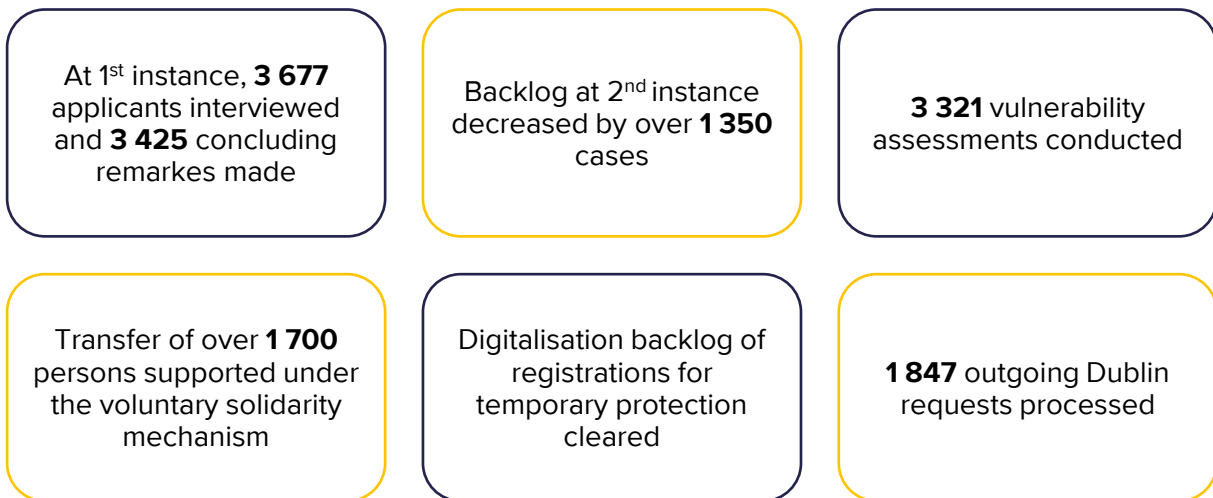 At 1st instance, 3 677
applicants interviewed
and 3 425 concluding
remarkes made
Backlog at 2nd instance
decreased by over 1 350
cases
3 321 vulnerability
assessments conducted
Transfer of over 1 700
persons supported under
the voluntary solidarity
mechanism
Digitalisation backlog of
registrations for
temporary protection
cleared
1 847 outgoing Dublin
requests processed